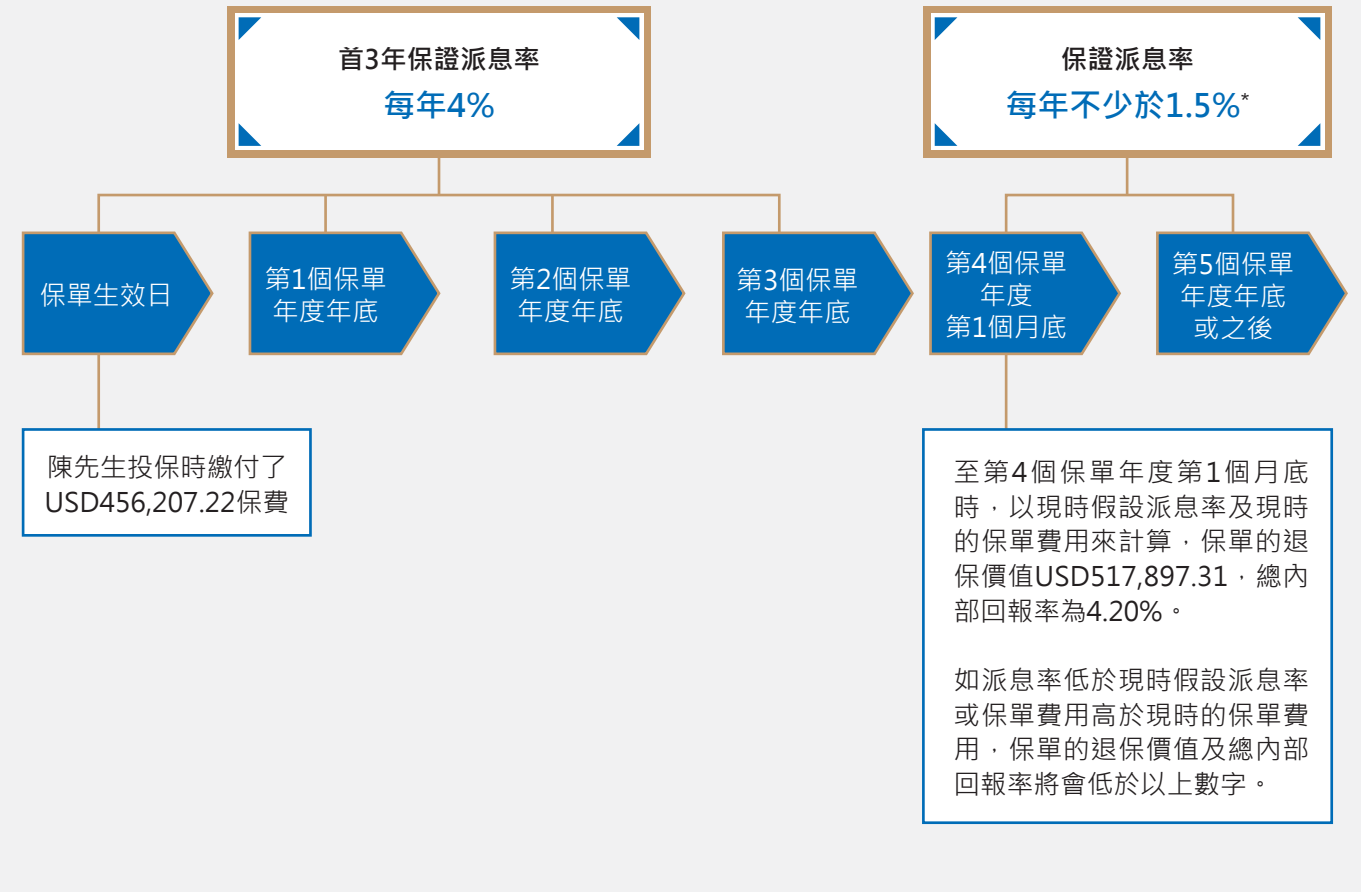 首3年保證派息率
每年4%
保證派息率
每年不少於1.5%*
保單生效日
第1個保單
年度年底
第2個保單
年度年底
第3個保單
年度年底
第4個保單
年度
第1個月底
第5個保單
年度年底
或之後
陳先生投保時繳付了
USD456,207.22保費
至第4個保單年度第1個月底
時，以現時假設派息率及現時
的保單費用來計算，保單的退
保價值USD517,897.31，總內
部回報率為4.20%。
如派息率低於現時假設派息率
或保單費用高於現時的保單費
用，保單的退保價值及總內部
回報率將會低於以上數字。